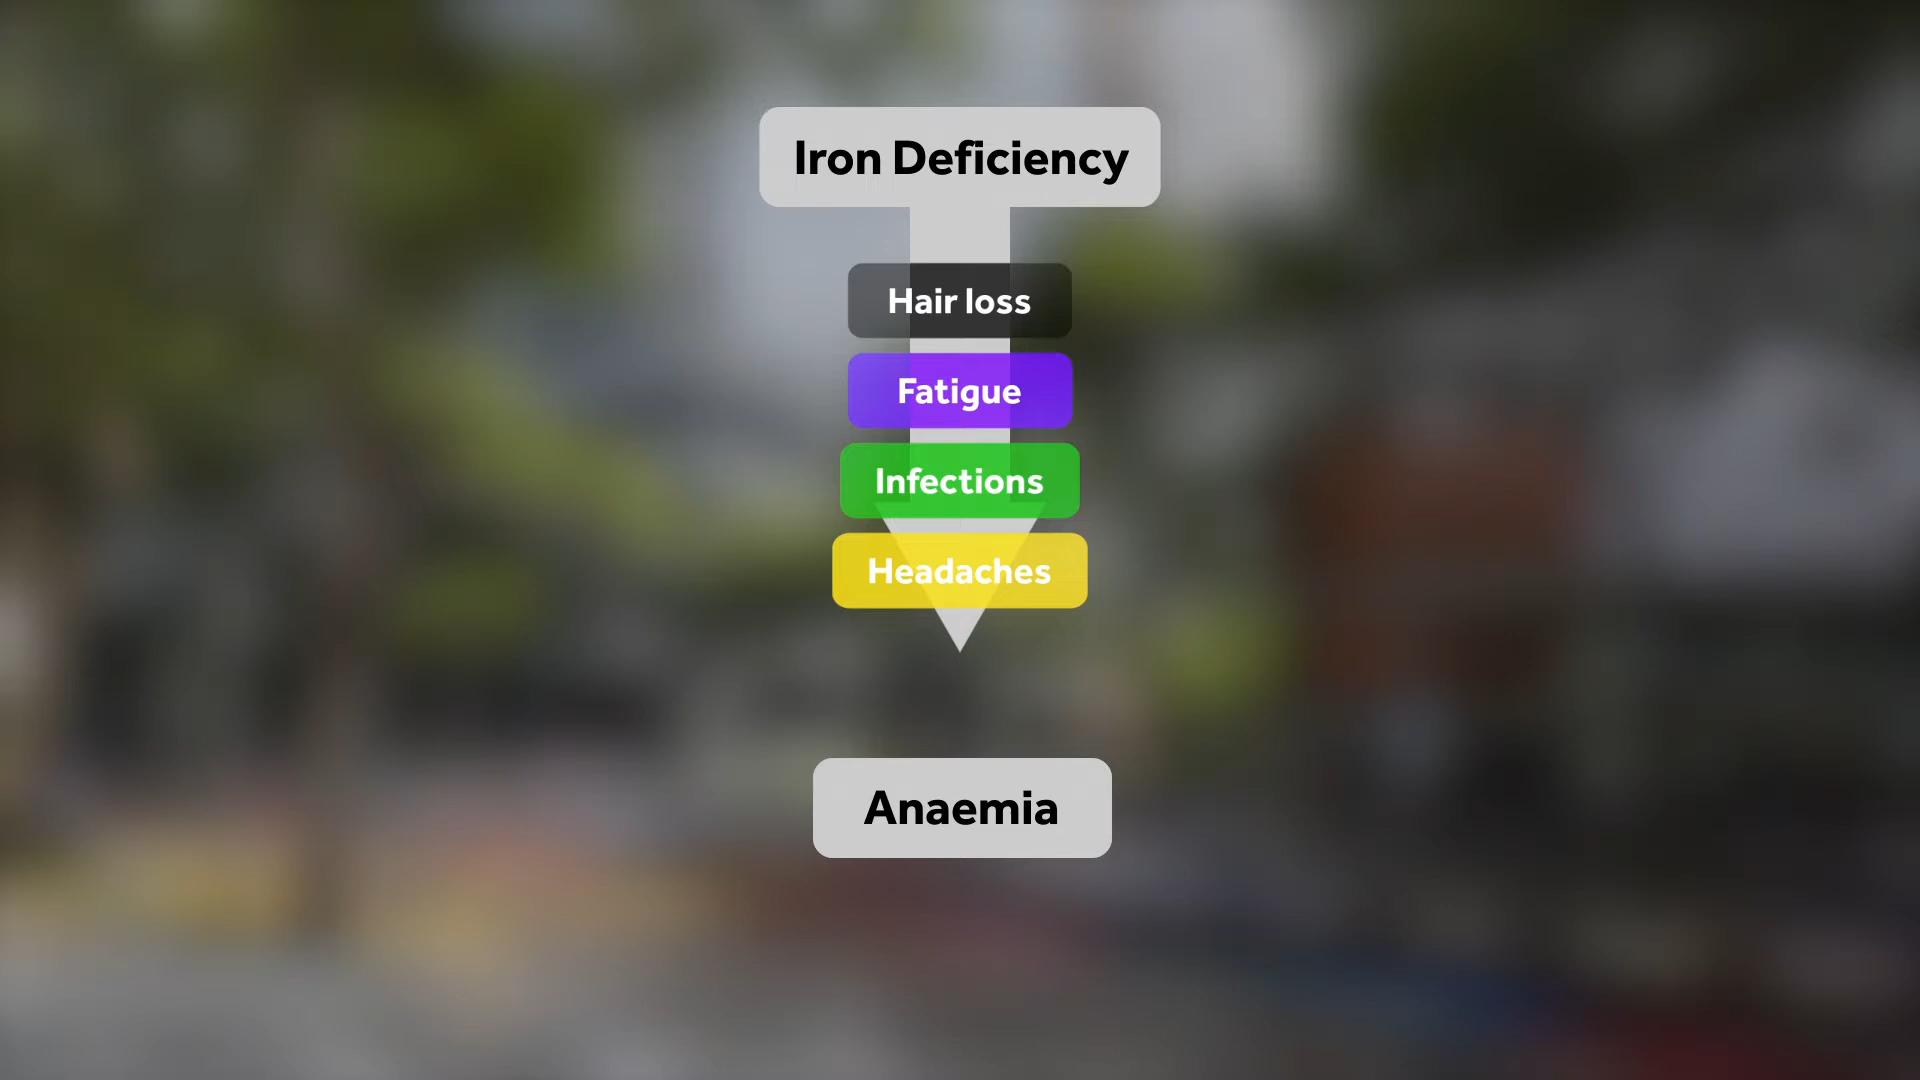 Iron Deficiency
Hair loss
Fatigue
Infections
Headaches
Anaemia